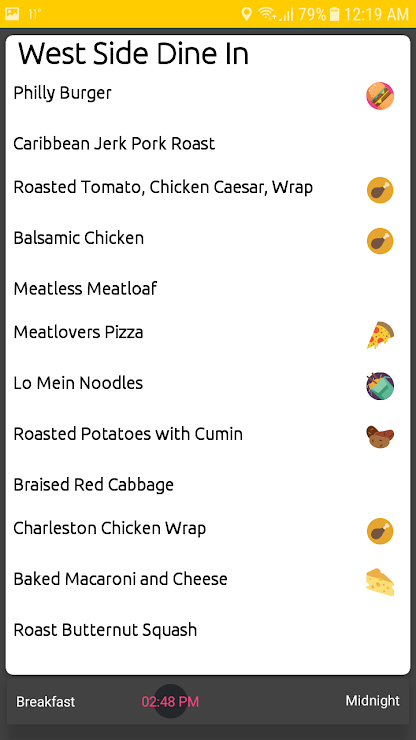 11° 79% 12:19 AM
West Side Dine In
Philly Burger
Caribbean Jerk Pork Roast
Roasted Tomato, Chicken Caesar, Wrap
Balsamic Chicken
Meatless Meatloaf
Meatlovers Pizza
Lo Mein Noodles
Roasted Potatoes with Cumin
Braised Red Cabbage
Charleston Chicken Wrap
Baked Macaroni and Cheese
Roast Butternut Squash
Breakfast 02:48 PM Midnight